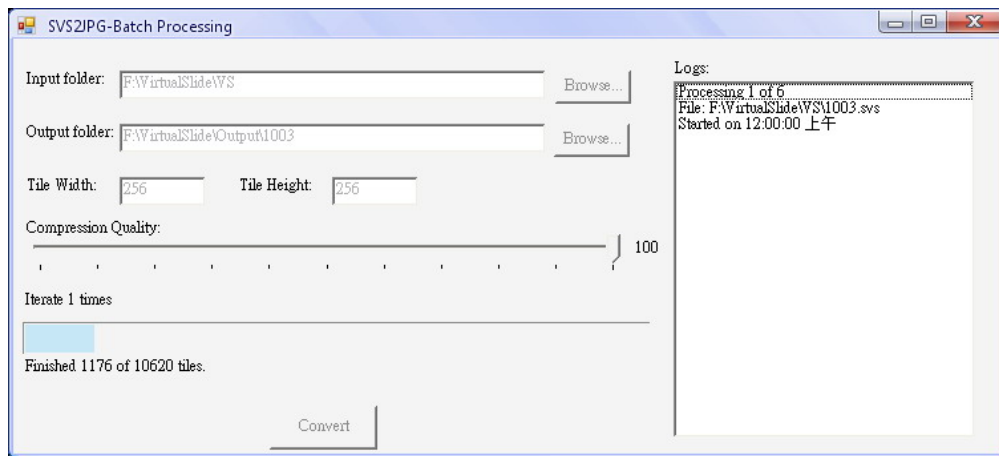 SVS2JPG-Batch Processing
Input folder: F:\VirtualSlide\VS Browse...
Output folder: F:\VirtualSlide\Output\1003 Browse...
Tile Width: 256 Tile Height: 256
Compression Quality:
100
Iterate 1 times
Finished 1176 of 10620 tiles.
Convert
Logs:
Processing 1 of 6
File: F:\VirtualSlide\VS\1003.svs
Started on 12:00:00 上午